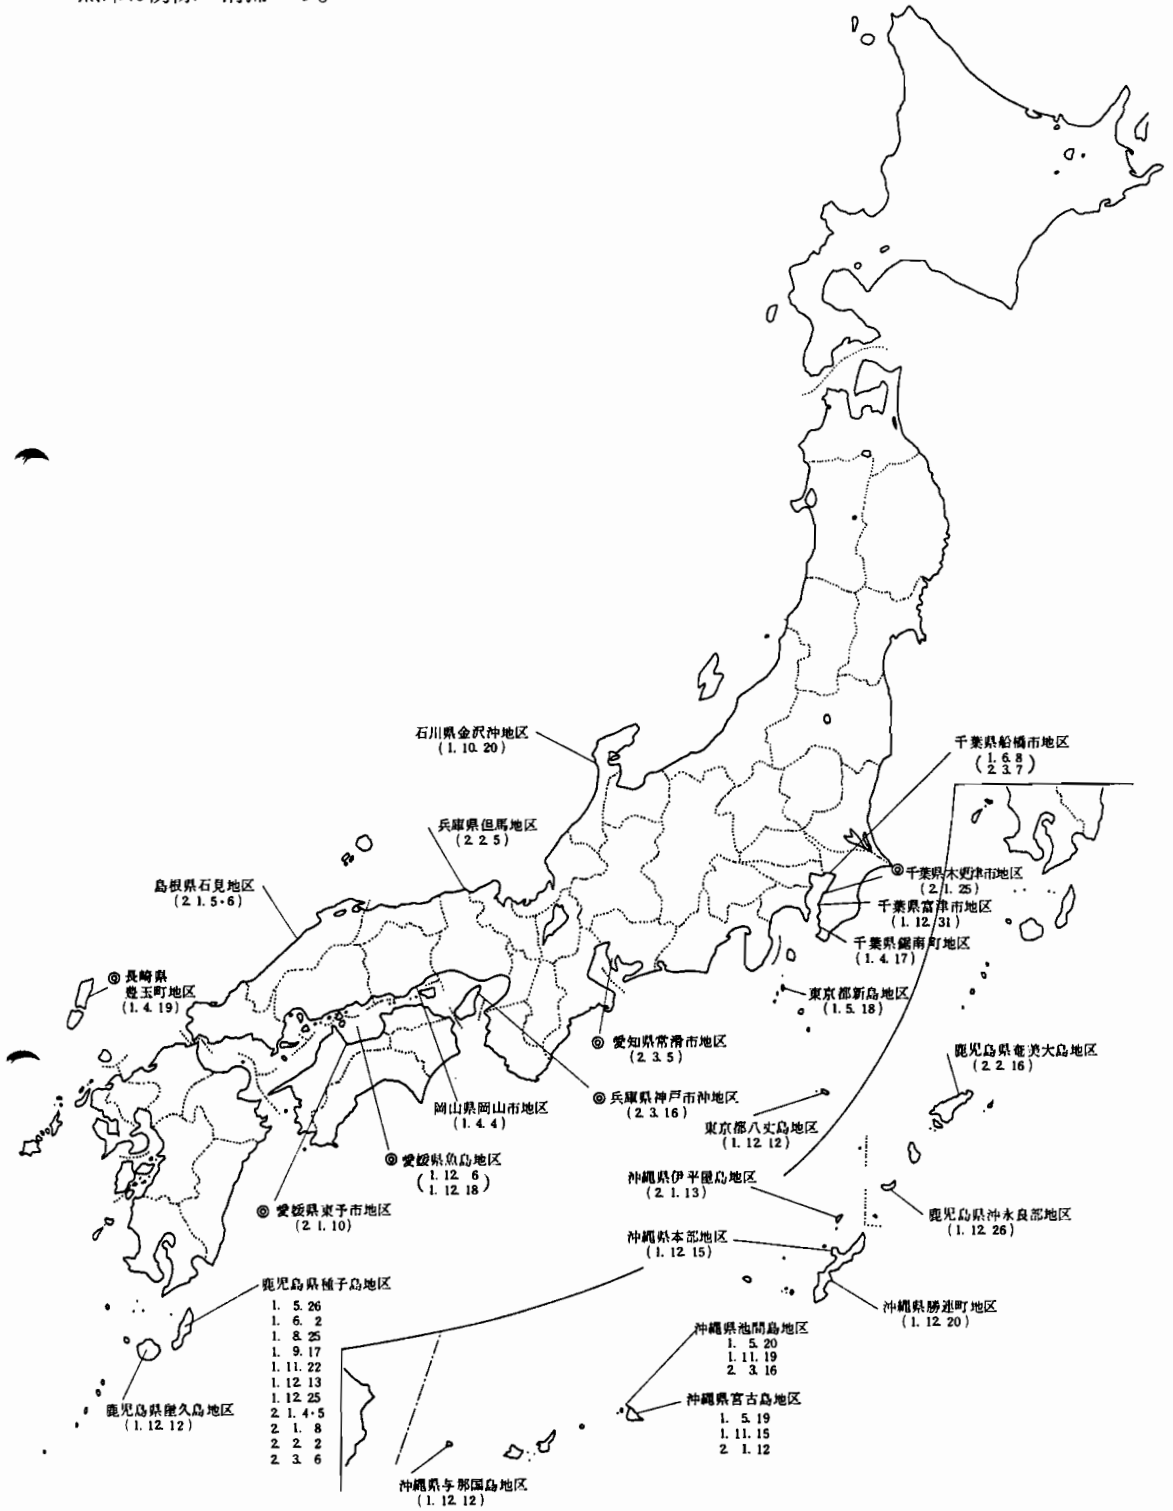 石川県金沢沖地区
(1. 10. 20)
千葉県船橋市地区
(1. 6. 8
2. 3. 7)
兵庫県但馬地区
(2. 2. 5)
島根県石見地区
(2. 1. 5・6)
◎千葉県木更津市地区
(2. 1. 25)
千葉県富津市地区
(1. 12. 31)
千葉県鋸南町地区
(1. 4. 17)
◎ 長崎県
豊玉町地区
(1. 4. 19)
東京都新島地区
(1. 5. 18)
◎ 愛知県常滑市地区
(2. 3. 5)
鹿児島県奄美大島地区
(2. 2. 16)
◎ 兵庫県神戸市沖地区
(2. 3. 16)
岡山県岡山市地区
(1. 4. 4)
東京都八丈島地区
(1. 12. 12)
◎ 愛媛県魚島地区
(1. 12. 6
1. 12. 18)
沖縄県伊平屋島地区
(2. 1. 13)
◎ 愛媛県東予市地区
(2. 1. 10)
鹿児島県沖永良部地区
(1. 12. 26)
沖縄県本部地区
(1. 12. 15)
鹿児島県種子島地区
1. 5. 26
1. 6. 2
1. 8. 25
1. 9. 17
1. 11. 22
1. 12. 13
1. 12. 25
2. 1. 4・5
2. 1. 8
2. 2. 2
2. 3. 6
沖縄県勝連町地区
(1. 12. 20)
沖縄県池間島地区
1. 5. 20
1. 11. 19
2. 3. 16
鹿児島県屋久島地区
(1. 12. 12)
沖縄県宮古島地区
1. 5. 19
1. 11. 15
2. 1. 12
沖縄県与那国島地区
(1. 12. 12)